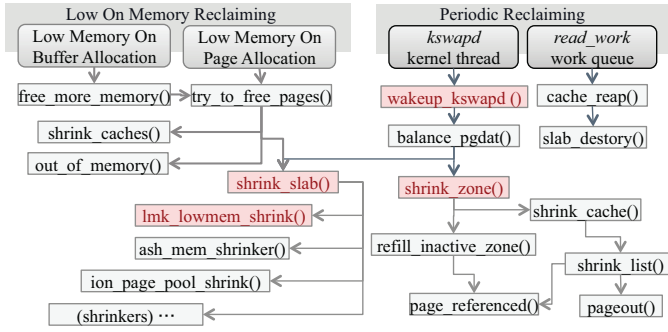 Low On Memory Reclaiming
Periodic Reclaiming
Low Memory On
Buffer Allocation
Low Memory On
Page Allocation
kswapd
kernel thread
read_work
work queue
free_more_memory()
try_to_free_pages()
wakeup_kswapd ()
cache_reap()
shrink_caches()
balance_pgdat()
slab_destory()
out_of_memory()
shrink_slab()
shrink_zone()
lmk_lowmem_shrink()
shrink_cache()
ash_mem_shrinker()
refill_inactive_zone()
shrink_list()
ion_page_pool_shrink()
page_referenced()
pageout()
(shrinkers) ⋯